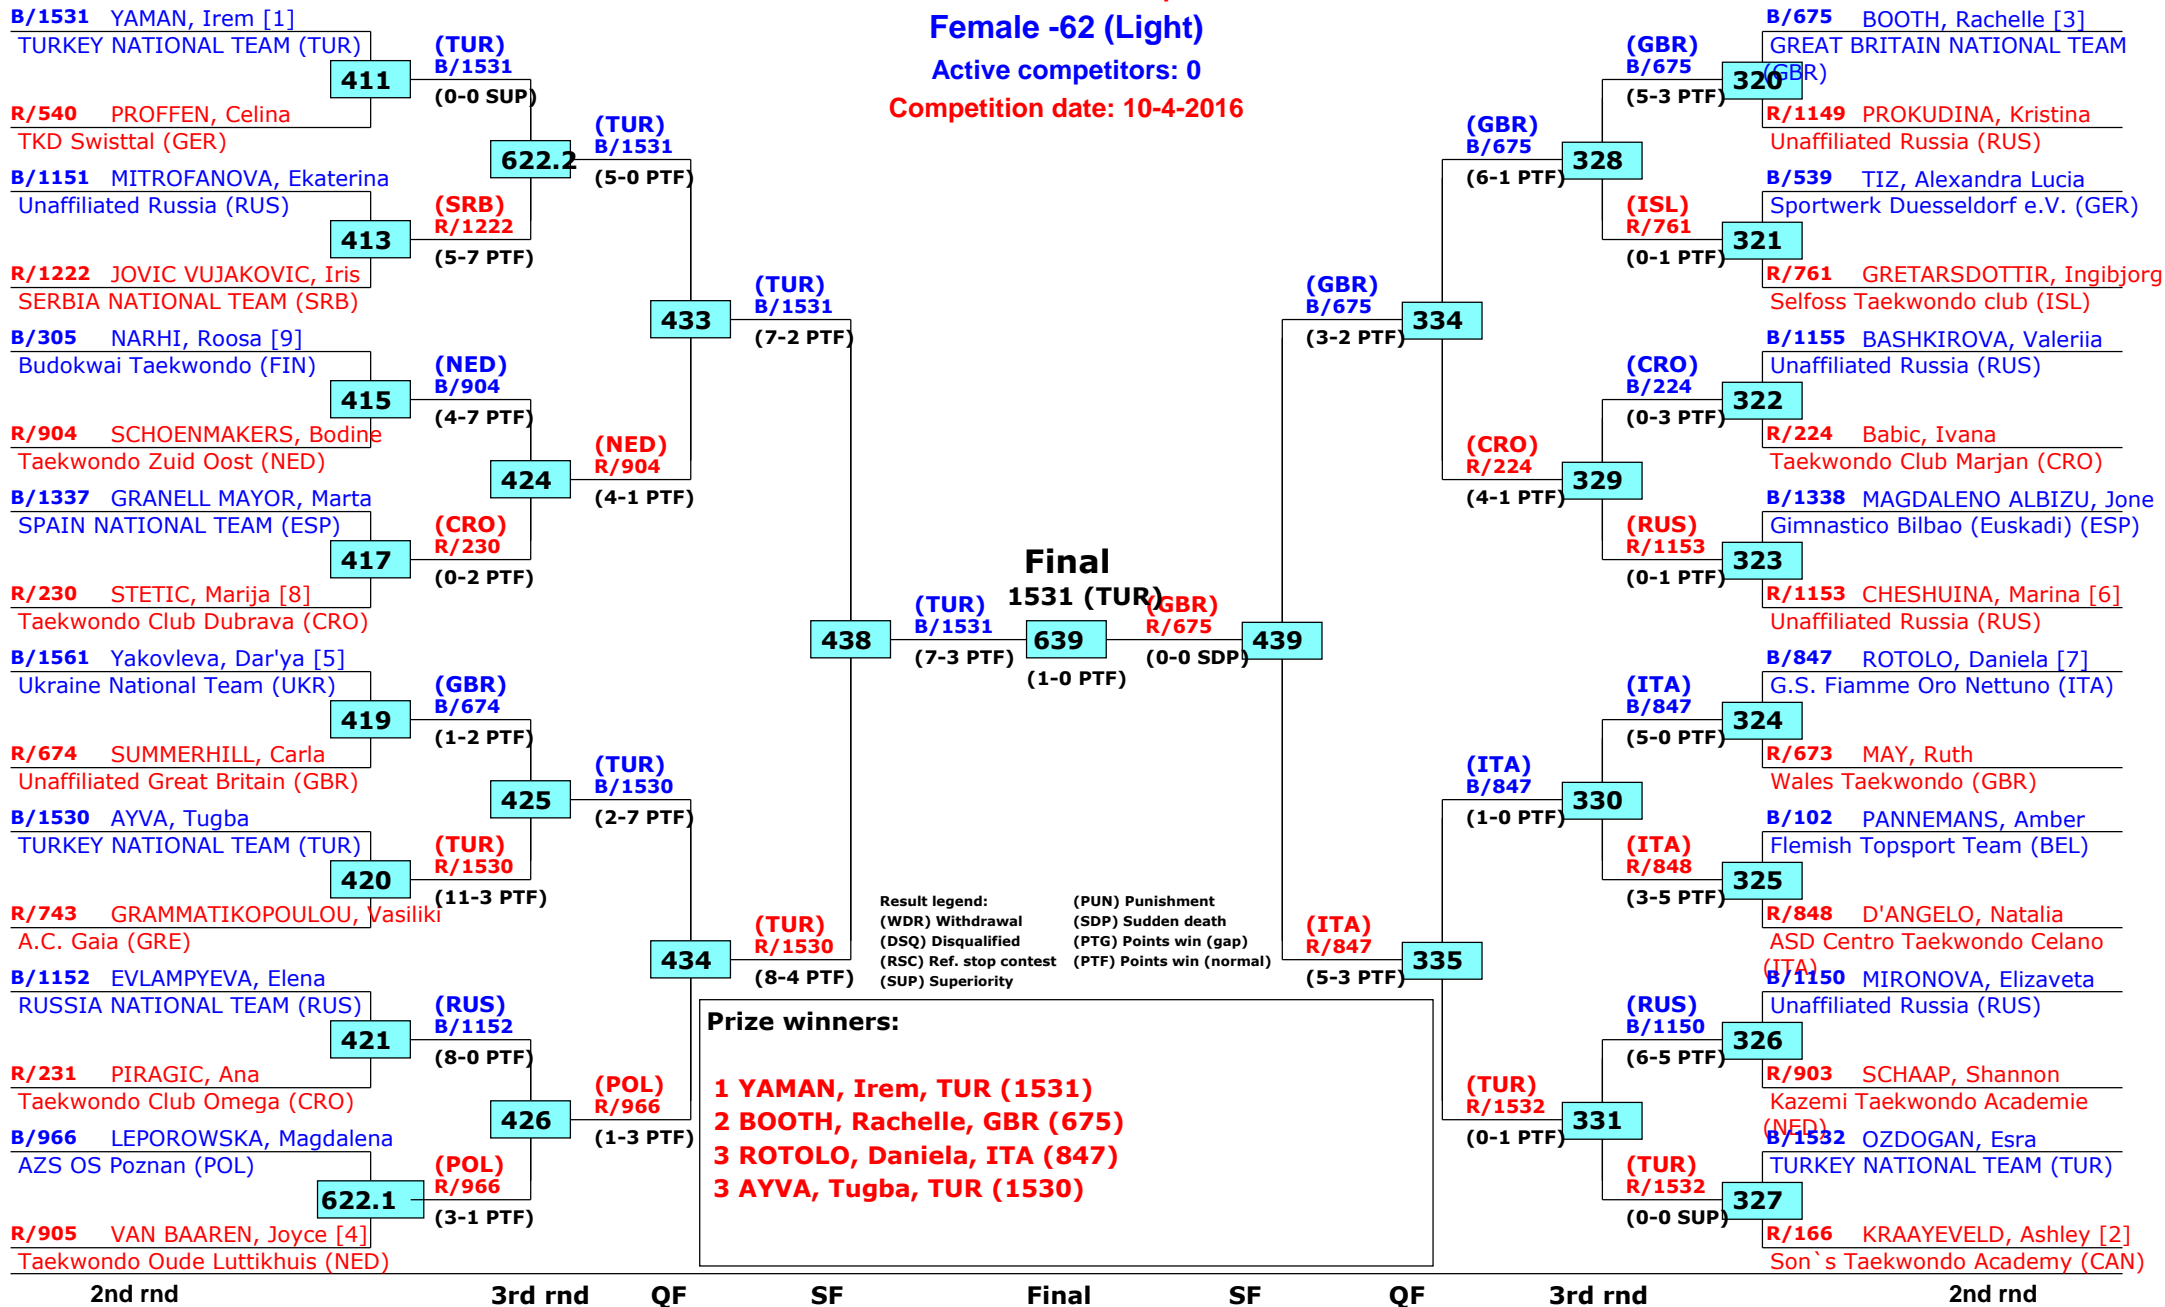 Female -62 (Light)
Active competitors: 0
Competition date: 10-4-2016
B/1531 YAMAN, Irem [1]
TURKEY NATIONAL TEAM (TUR)
411
R/540 PROFFEN, Celina
TKD Swisttal (GER)
B/1151 MITROFANOVA, Ekaterina
Unaffiliated Russia (RUS)
413
R/1222 JOVIC VUJAKOVIC, Iris
SERBIA NATIONAL TEAM (SRB)
B/305 NARHI, Roosa [9]
Budokwai Taekwondo (FIN)
415
R/904 SCHOENMAKERS, Bodine
Taekwondo Zuid Oost (NED)
B/1337 GRANELL MAYOR, Marta
SPAIN NATIONAL TEAM (ESP)
417
R/230 STETIC, Marija [8]
Taekwondo Club Dubrava (CRO)
B/1561 Yakovleva, Dar'ya [5]
Ukraine National Team (UKR)
419
R/674 SUMMERHILL, Carla
Unaffiliated Great Britain (GBR)
B/1530 AYVA, Tugba
TURKEY NATIONAL TEAM (TUR)
420
R/743 GRAMMATIKOPOULOU, Vasiliki
A.C. Gaia (GRE)
B/1152 EVLAMPYEVA, Elena
RUSSIA NATIONAL TEAM (RUS)
421
R/231 PIRAGIC, Ana
Taekwondo Club Omega (CRO)
B/966 LEPOROWSKA, Magdalena
AZS OS Poznan (POL)
622.1
R/905 VAN BAAREN, Joyce [4]
Taekwondo Oude Luttikhuis (NED)
(TUR)
B/1531
(0-0 SUP)
622.2
(SRB)
R/1222
(5-7 PTF)
(NED)
B/904
(4-7 PTF)
424
(CRO)
R/230
(0-2 PTF)
(GBR)
B/674
(1-2 PTF)
425
(TUR)
R/1530
(11-3 PTF)
(RUS)
B/1152
(8-0 PTF)
426
(POL)
R/966
(3-1 PTF)
(TUR)
B/1531
(5-0 PTF)
433
(NED)
R/904
(4-1 PTF)
(TUR)
B/1530
(2-7 PTF)
434
(POL)
R/966
(1-3 PTF)
(TUR)
B/1531
(7-2 PTF)
438
(TUR)
R/1530
(8-4 PTF)
(TUR)
B/1531
(7-3 PTF)
Final
1531 (TUR)
639
(1-0 PTF)
(GBR)
R/675
(0-0 SDP)
439
(GBR)
B/675
(3-2 PTF)
334
(ITA)
R/847
(5-3 PTF)
335
(GBR)
B/675
(6-1 PTF)
328
(CRO)
R/224
(4-1 PTF)
329
(ITA)
B/847
(1-0 PTF)
330
(TUR)
R/1532
(0-1 PTF)
331
(GBR)
B/675
(5-3 PTF)
(ISL)
R/761
(0-1 PTF)
(CRO)
B/224
(0-3 PTF)
(RUS)
R/1153
(0-1 PTF)
(ITA)
B/847
(5-0 PTF)
(ITA)
R/848
(3-5 PTF)
(RUS)
B/1150
(6-5 PTF)
(TUR)
R/1532
(0-0 SUP)
B/675 BOOTH, Rachelle [3]
GREAT BRITAIN NATIONAL TEAM
(GBR)
320
R/1149 PROKUDINA, Kristina
Unaffiliated Russia (RUS)
B/539 TIZ, Alexandra Lucia
Sportwerk Duesseldorf e.V. (GER)
321
R/761 GRETARSDOTTIR, Ingibjorg
Selfoss Taekwondo club (ISL)
B/1155 BASHKIROVA, Valeriia
Unaffiliated Russia (RUS)
322
R/224 Babic, Ivana
Taekwondo Club Marjan (CRO)
B/1338 MAGDALENO ALBIZU, Jone
Gimnastico Bilbao (Euskadi) (ESP)
323
R/1153 CHESHUINA, Marina [6]
Unaffiliated Russia (RUS)
B/847 ROTOLO, Daniela [7]
G.S. Fiamme Oro Nettuno (ITA)
324
R/673 MAY, Ruth
Wales Taekwondo (GBR)
B/102 PANNEMANS, Amber
Flemish Topsport Team (BEL)
325
R/848 D'ANGELO, Natalia
ASD Centro Taekwondo Celano
(ITA)
B/1150 MIRONOVA, Elizaveta
Unaffiliated Russia (RUS)
326
R/903 SCHAAP, Shannon
Kazemi Taekwondo Academie
(NED)
B/1532 OZDOGAN, Esra
TURKEY NATIONAL TEAM (TUR)
327
R/166 KRAAYEVELD, Ashley [2]
Son`s Taekwondo Academy (CAN)
Result legend: (PUN) Punishment
(WDR) Withdrawal (SDP) Sudden death
(DSQ) Disqualified (PTG) Points win (gap)
(RSC) Ref. stop contest (PTF) Points win (normal)
(SUP) Superiority
Prize winners:
1 YAMAN, Irem, TUR (1531)
2 BOOTH, Rachelle, GBR (675)
3 ROTOLO, Daniela, ITA (847)
3 AYVA, Tugba, TUR (1530)
2nd rnd 3rd rnd QF SF Final SF QF 3rd rnd 2nd rnd